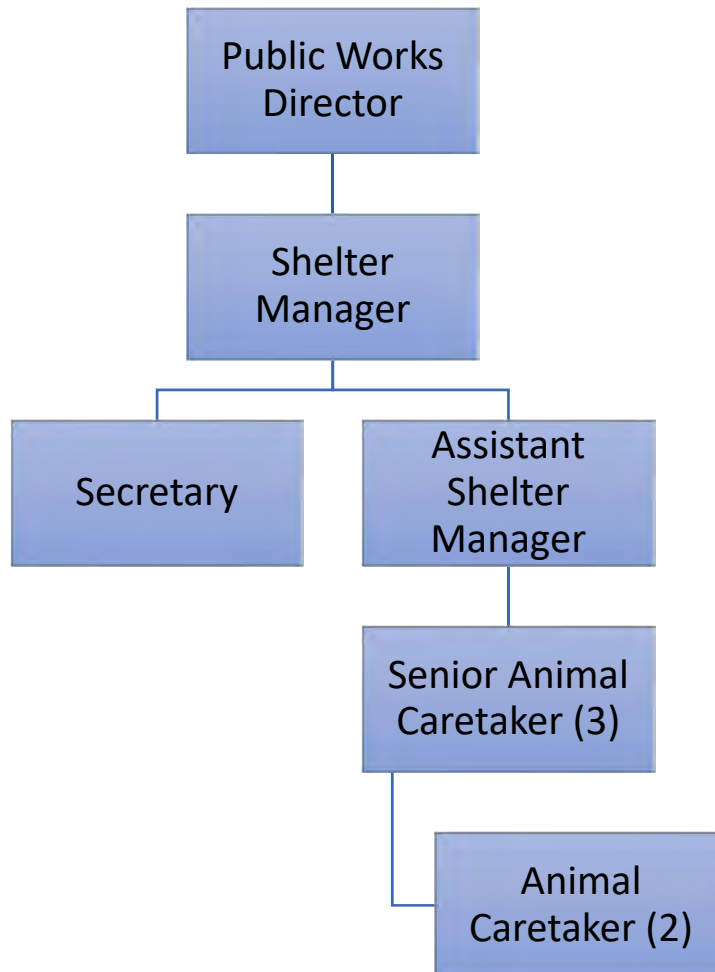 Public Works
Director
Shelter
Manager
Secretary
Assistant
Shelter
Manager
Senior Animal
Caretaker (3)
Animal
Caretaker (2)